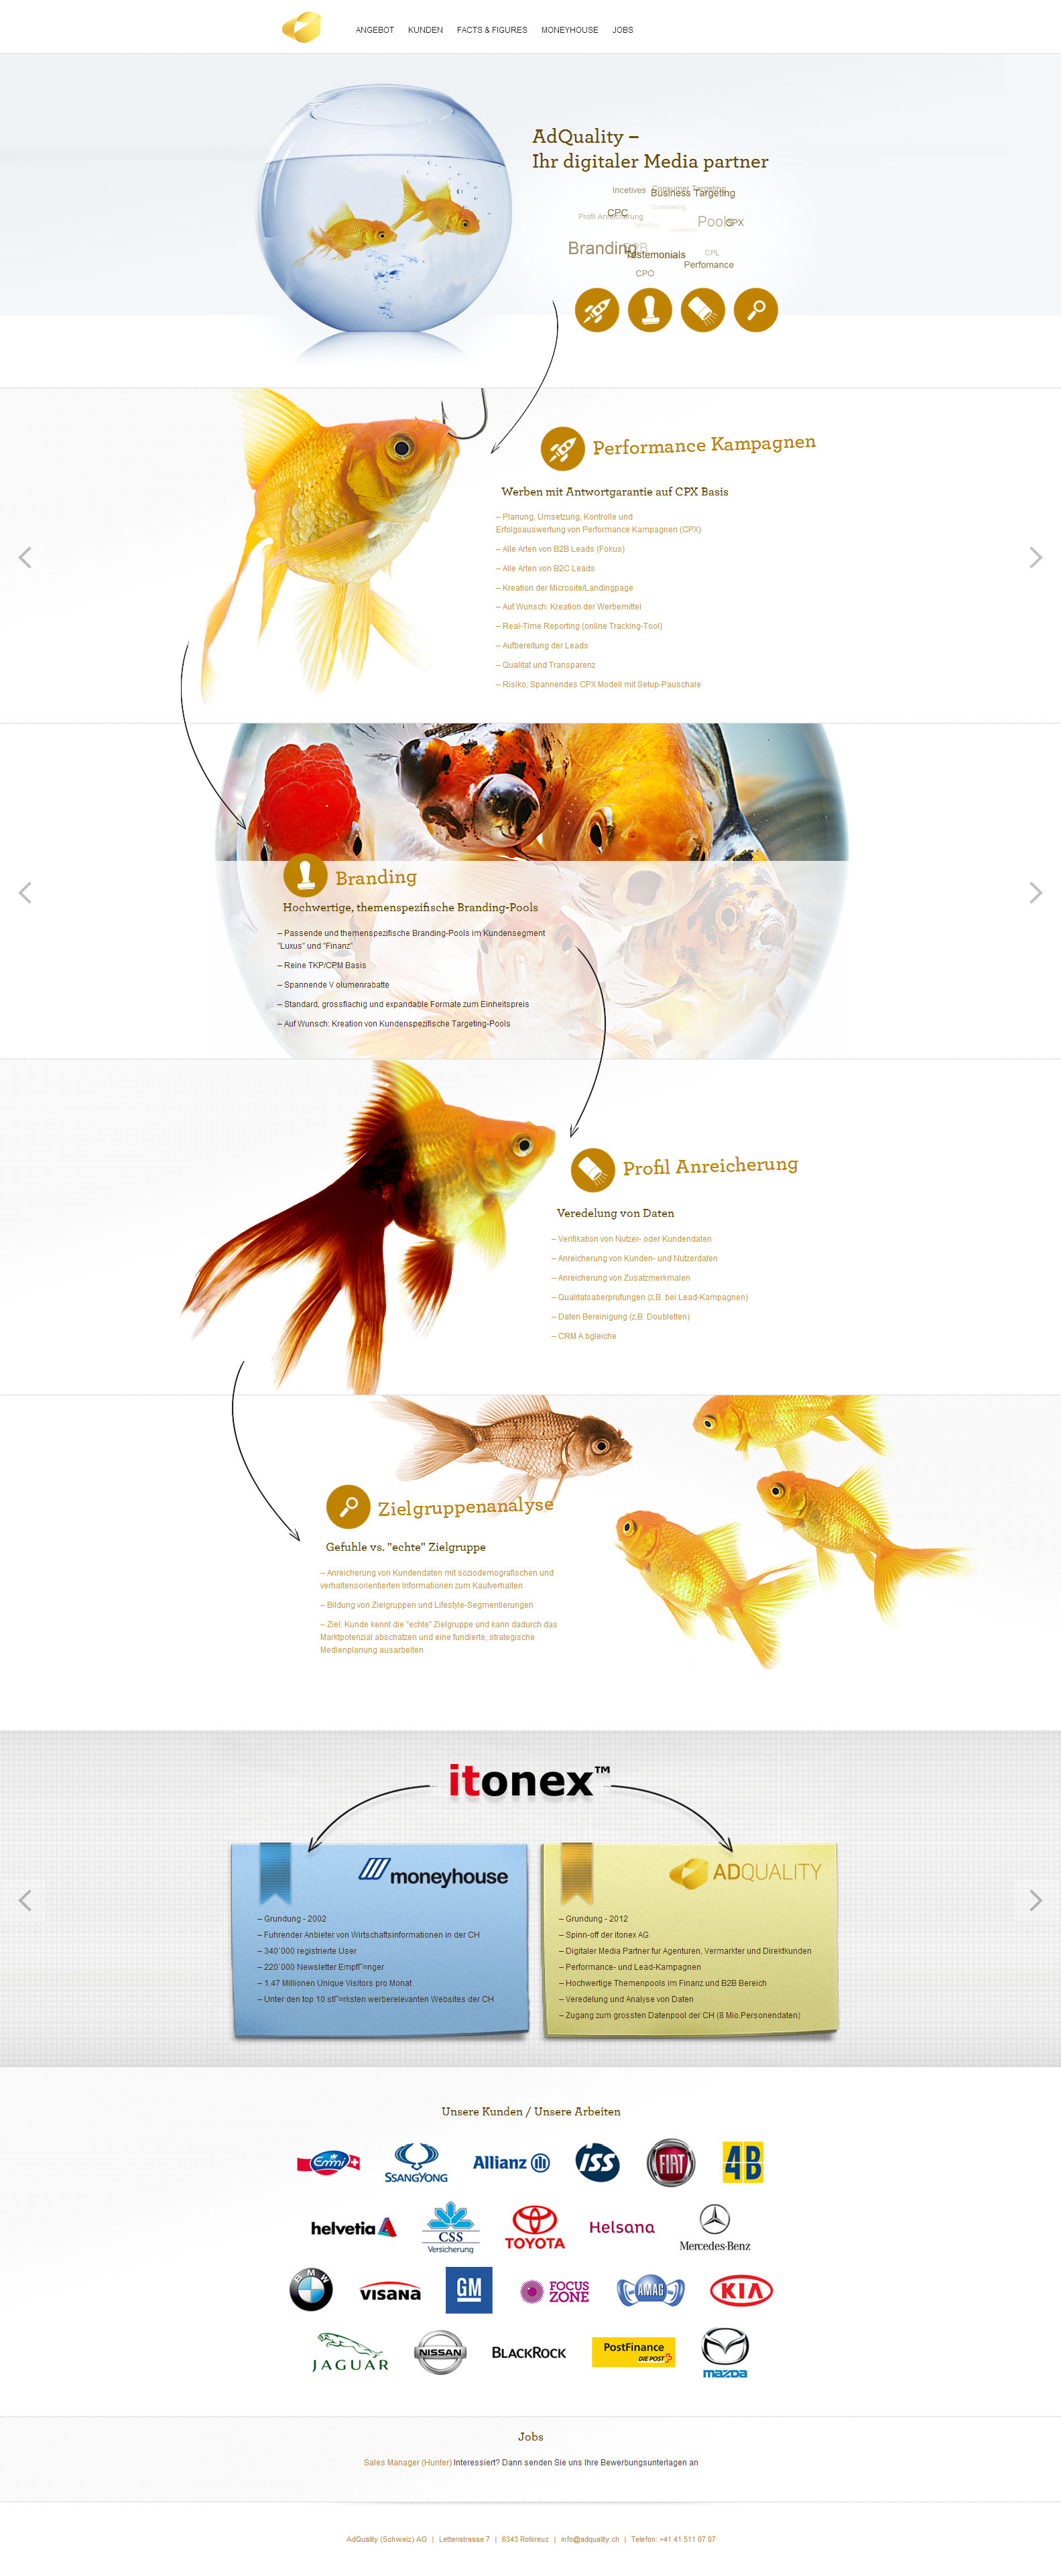 ANGEBOT KUNDEN FACTS & FIGURES MONEYHOUSE JOBS
AdQuality –
Ihr digitaler Media partner
Incetives Consumer Targeting
Business Targeting
CPC
Profil Anreicherung
Pools
CPX
Branding
B2B
Testimonials
CPL
Perfomance
CPO
Performance Kampagnen
Werben mit Antwortgarantie auf CPX Basis
– Planung, Umsetzung, Kontrolle und
Erfolgsauswertung von Performance Kampagnen (CPX)
– Alle Arten von B2B Leads (Fokus)
– Alle Arten von B2C Leads
– Kreation der Microsite/Landingpage
– Auf Wunsch: Kreation der Werbemittel
– Real-Time Reporting (online Tracking-Tool)
– Aufbereitung der Leads
– Qualitat und Transparenz
– Risiko; Spannendes CPX Modell mit Setup-Pauschale
Branding
Hochwertige, themenspezifische Branding-Pools
– Passende und themenspezifische Branding-Pools im Kundensegment
"Luxus" und "Finanz"
– Reine TKP/CPM Basis
– Spannende V olumenrabatte
– Standard, grossflachig und expandable Formate zum Einheitspreis
– Auf Wunsch: Kreation von Kundenspezifische Targeting-Pools
Profil Anreicherung
Veredelung von Daten
– Verifikation von Nutzer- oder Kundendaten
– Anreicherung von Kunden- und Nutzerdaten
– Anreicherung von Zusatzmerkmalen
– Qualitatsaberprufungen (z.B. bei Lead-Kampagnen)
– Daten Bereinigung (z.B. Doubletten)
– CRM A bgleiche
Zielgruppenanalyse
Gefuhle vs. "echte" Zielgruppe
– Anreicherung von Kundendaten mit soziodemografischen und
verhaltensorientierten Informationen zum Kaufverhalten
– Bildung von Zielgruppen und Lifestyle-Segmentierungen
– Ziel: Kunde kennt die "echte" Zielgruppe und kann dadurch das
Marktpotenzial abschatzen und eine fundierte, strategische
Medienplanung ausarbeiten
itonex™
moneyhouse
– Grundung - 2002
– Fuhrender Anbieter von Wirtschaftsinformationen in der CH
– 340`000 registrierte User
– 220`000 Newsletter EmpfГ¤nger
– 1.47 Millionen Unique Visitors pro Monat
– Unter den top 10 stГ¤rksten werberelevanten Websites der CH
ADQUALITY
– Grundung - 2012
– Spinn-off der itonex AG
– Digitaler Media Partner fur Agenturen, Vermarkter und Direktkunden
– Performance- und Lead-Kampagnen
– Hochwertige Themenpools im Finanz und B2B Bereich
– Veredelung und Analyse von Daten
– Zugang zum grossten Datenpool der CH (8 Mio.Personendaten)
Unsere Kunden / Unsere Arbeiten
Emmi SSANGYONG Allianz ISS FIAT 4B
helvetia CSS Versicherung TOYOTA Helsana Mercedes-Benz
BMW VISANA GM FOCUS ZONE AMAG KIA
JAGUAR NISSAN BLACKROCK PostFinance DIE POST mazda
Jobs
Sales Manager (Hunter) Interessiert? Dann senden Sie uns Ihre Bewerbungsunterlagen an
AdQuality (Schweiz) AG | Lettenstrasse 7 | 6343 Rotkreuz | info@adquality.ch | Telefon: +41 41 511 07 07